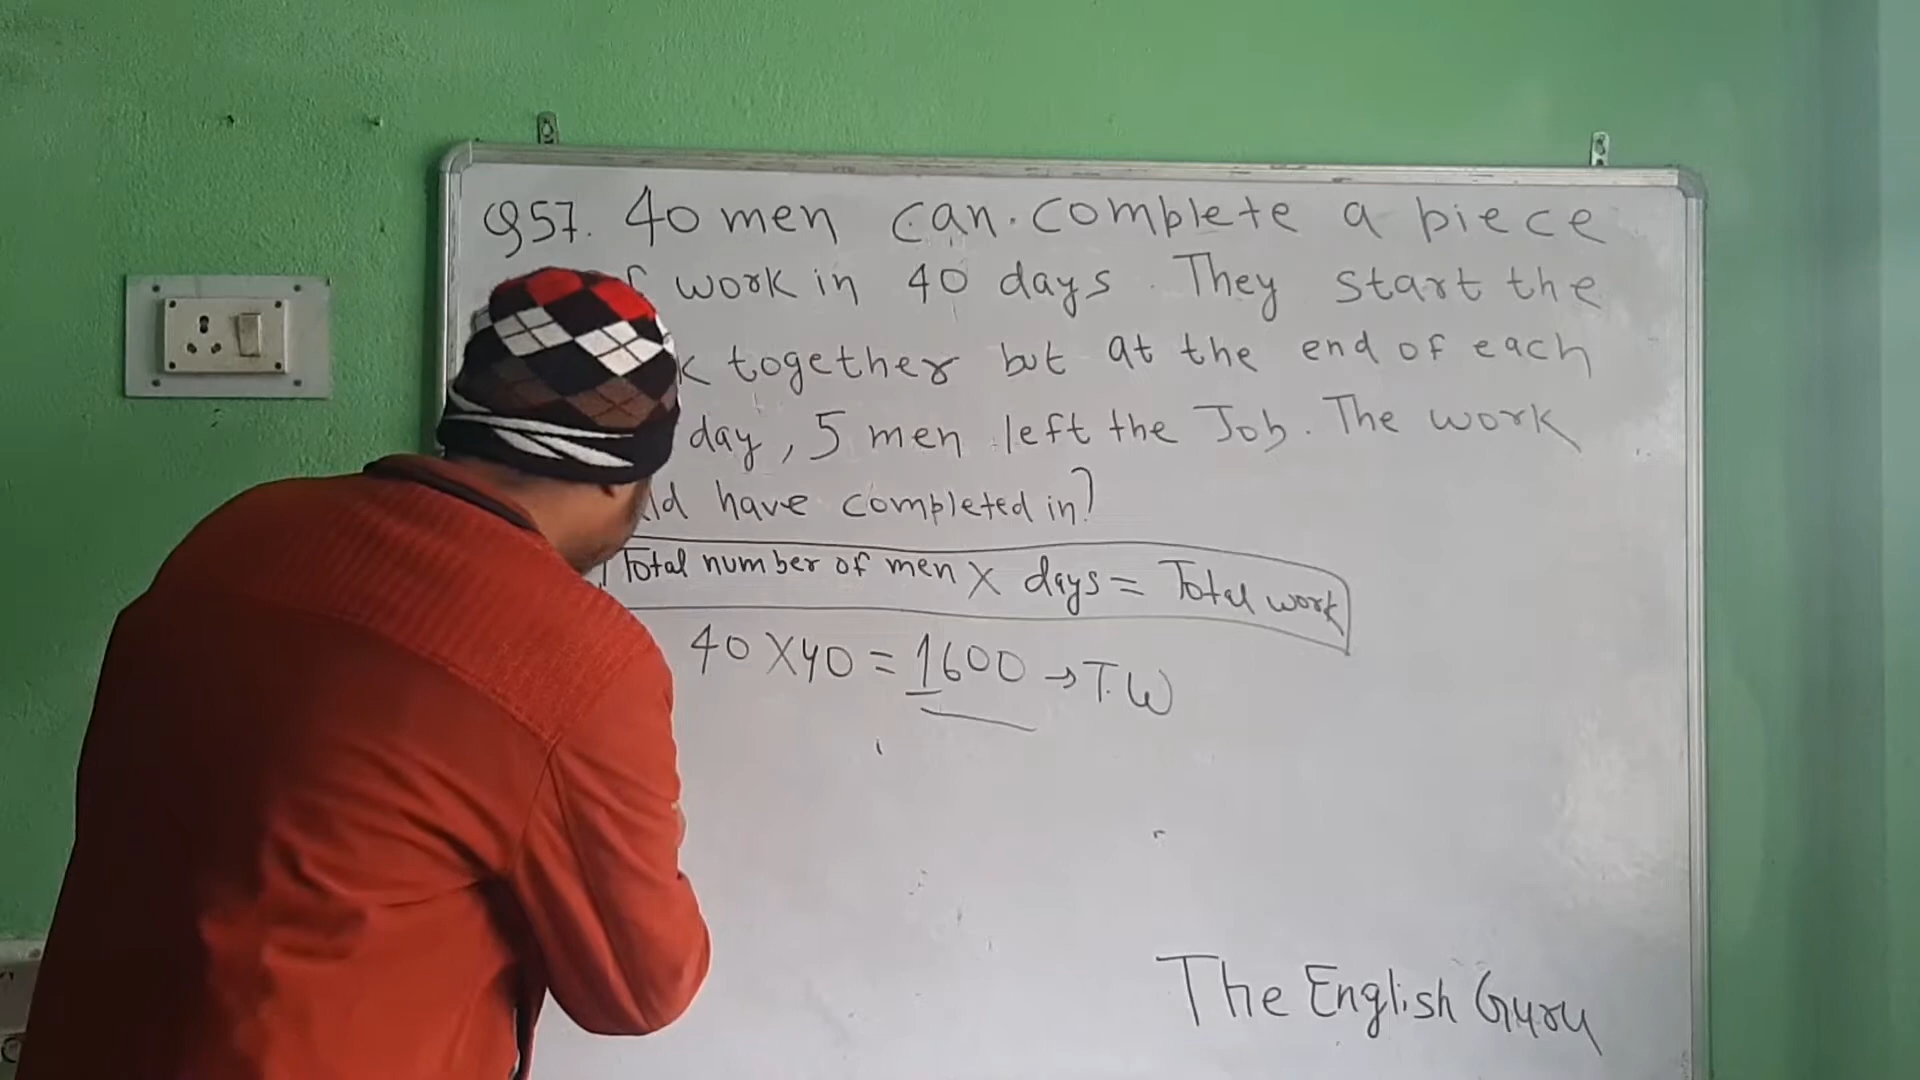 Q57. 40 men can complete a piece
work in 40 days. They start the
together but at the end of each
day, 5 men left the Job. The work
have completed in?
Total number of men X days = Total work
40 X 40 = 1600 → T.W
The English Guru